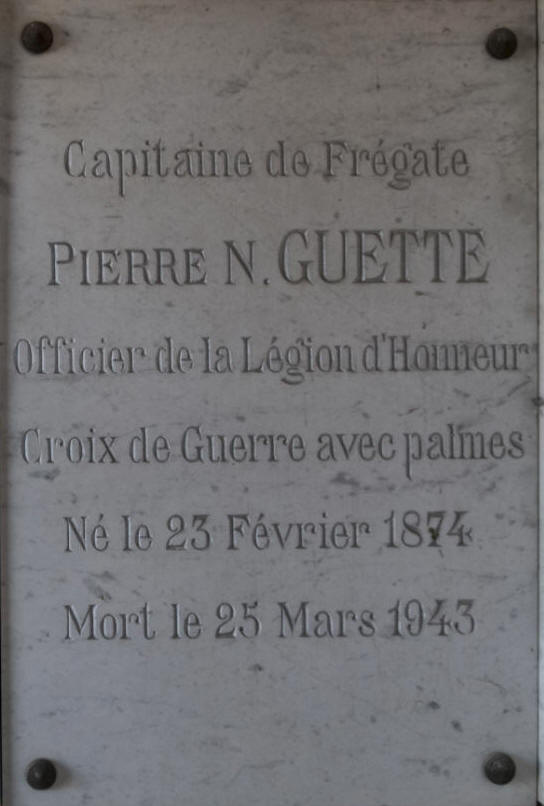 Capitaine de Frégate
PIERRE N. GUETTE
Officier de la Légion d'Honneur
Croix de Guerre avec palmes
Né le 23 Février 1874
Mort le 25 Mars 1943